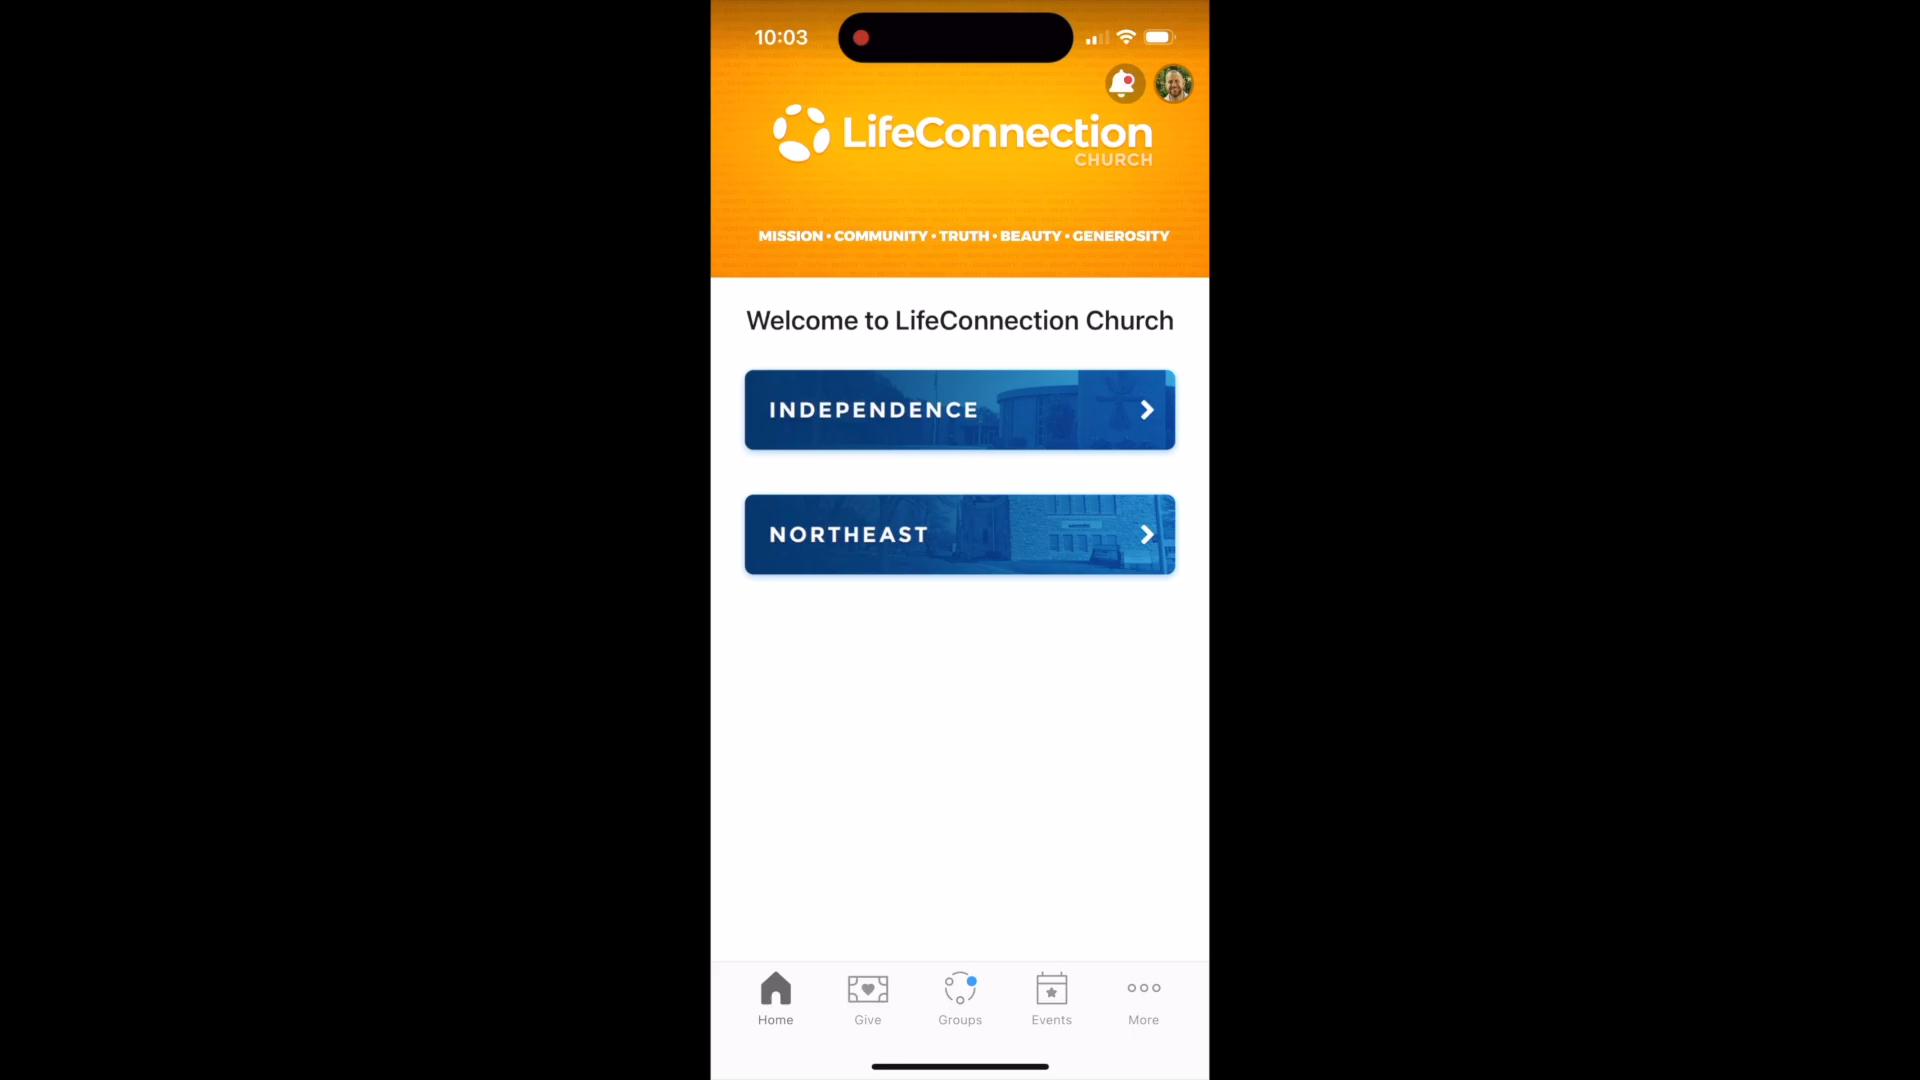 10:03
LifeConnection
CHURCH
MISSION • COMMUNITY • TRUTH • BEAUTY • GENEROSITY
Welcome to LifeConnection Church
INDEPENDENCE
NORTHEAST
Home
Give
Groups
Events
More